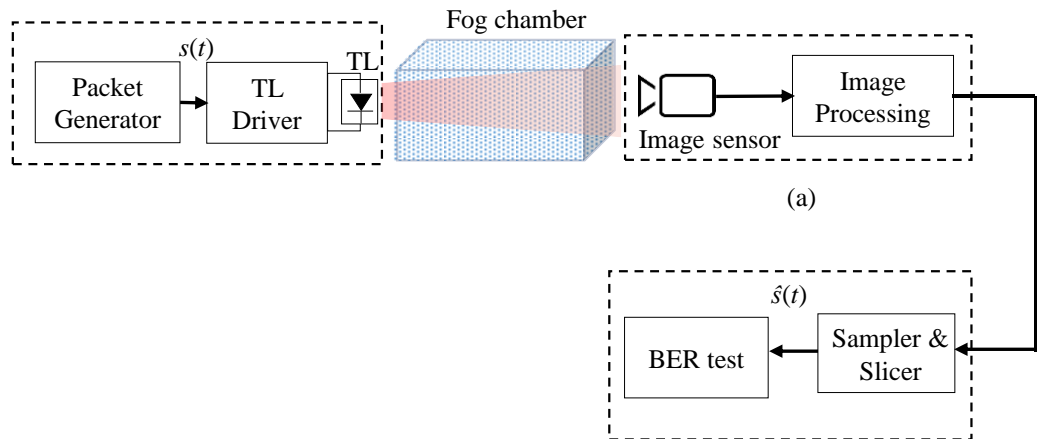 Fog chamber
s(t)
TL
Packet
Generator
TL
Driver
Image sensor
Image
Processing
(a)
ŝ(t)
BER test
Sampler &
Slicer